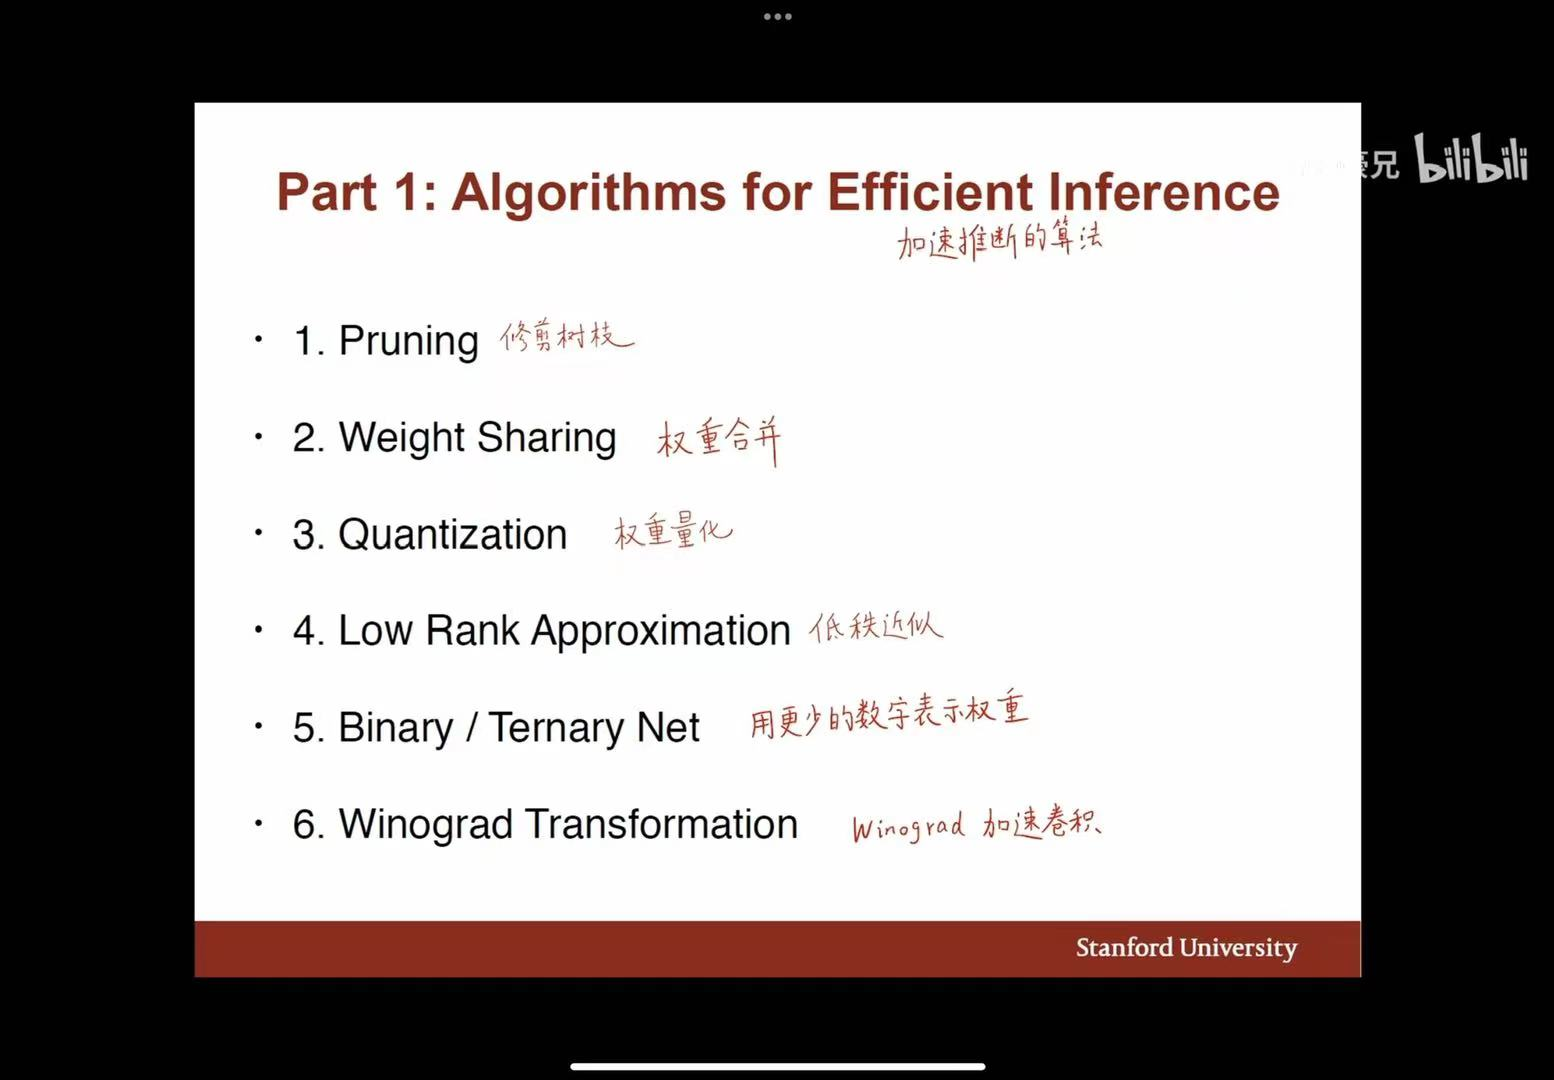 兄 bilibili
Part 1: Algorithms for Efficient Inference
加速推断的算法
• 1. Pruning 修剪树枝
• 2. Weight Sharing 权重合并
• 3. Quantization 权重量化
• 4. Low Rank Approximation 低秩近似
• 5. Binary / Ternary Net 用更少的数字表示权重
• 6. Winograd Transformation Winograd 加速卷积
Stanford University